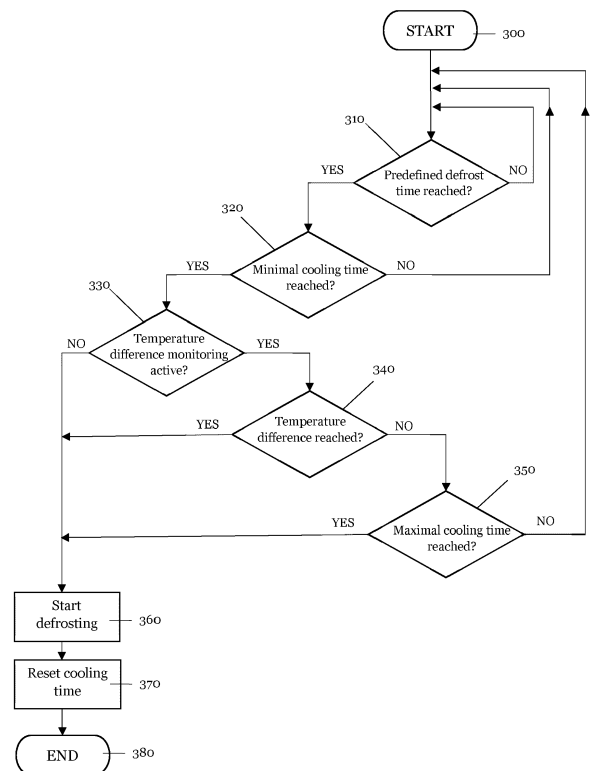 START
300
310
YES
Predefined defrost
time reached?
NO
320
YES
Minimal cooling time
reached?
NO
330
NO
Temperature
difference monitoring
active?
YES
340
YES
Temperature
difference reached?
NO
350
YES
Maximal cooling time
reached?
NO
Start
defrosting
360
Reset cooling
time
370
END
380